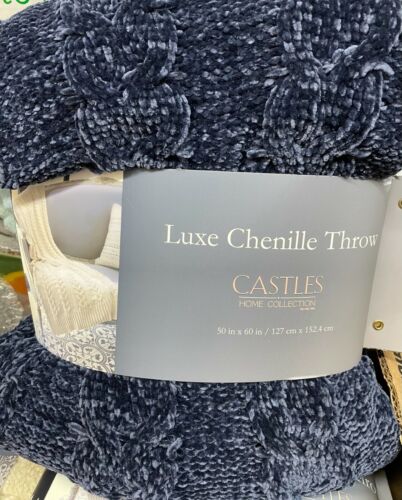 Luxe Chenille Throw
CASTLES
HOME COLLECTION
50 in x 60 in / 127 cm x 152.4 cm